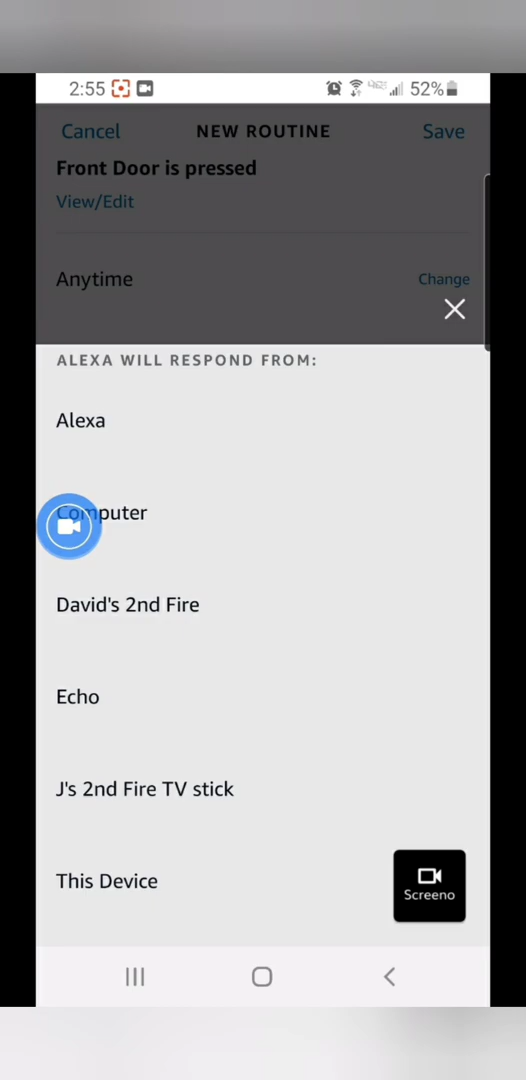 2:55 52%
Cancel NEW ROUTINE Save
Front Door is pressed
View/Edit
Anytime Change
ALEXA WILL RESPOND FROM:
Alexa
Computer
David's 2nd Fire
Echo
J's 2nd Fire TV stick
This Device
Screeno